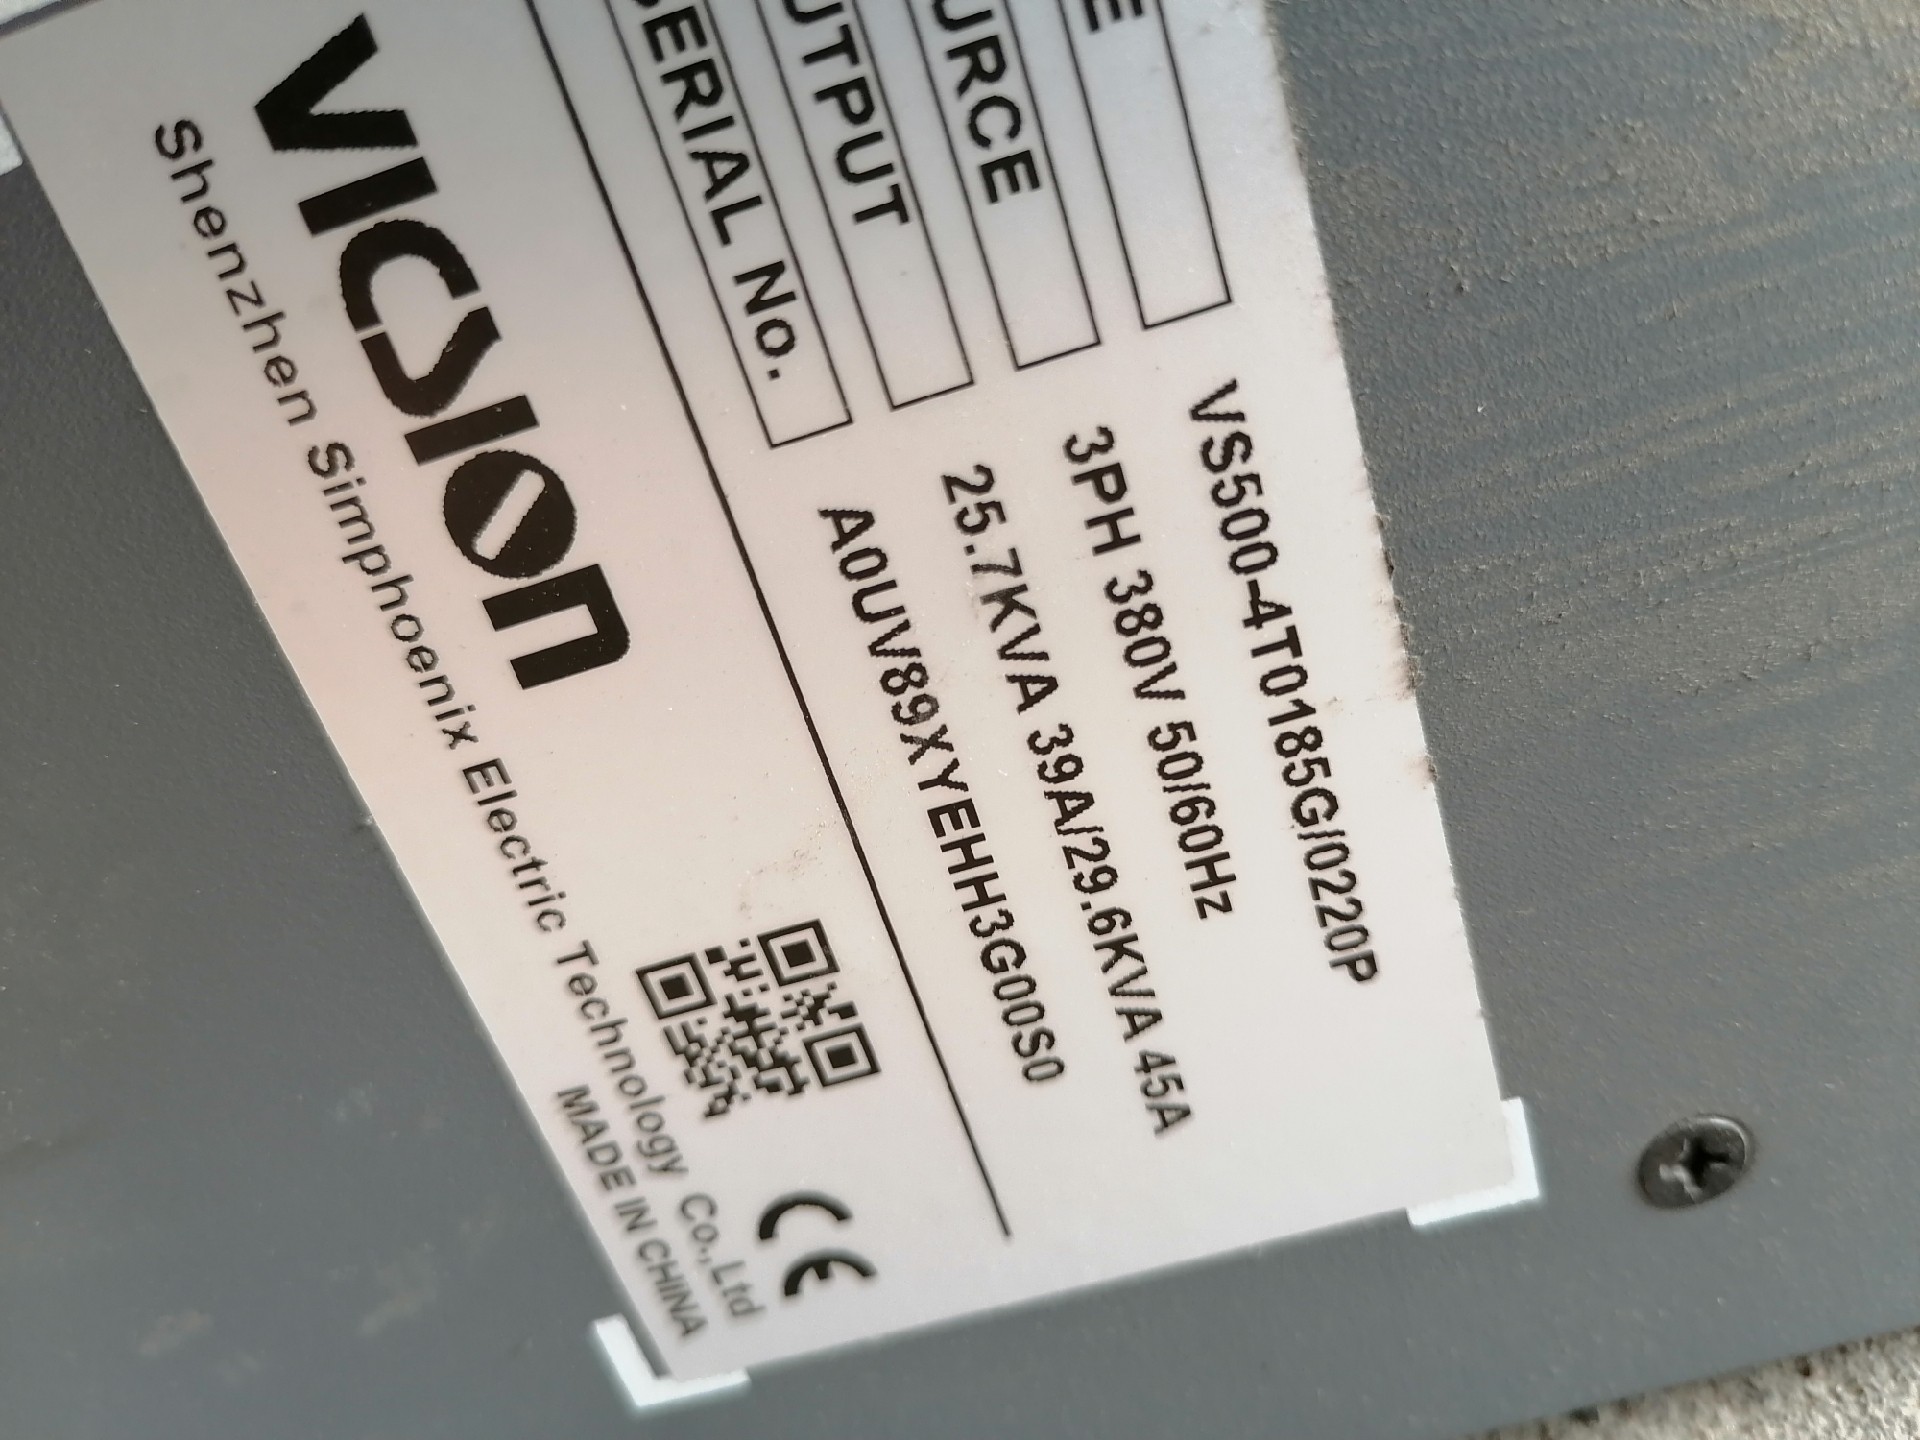 E VS500-4T0185G/0220P
URCE 3PH 380V 50/60Hz
UTPUT 25.7KVA 39A/29.6KVA 45A
SERIAL No. A0UV89XYEHH3G00S0
VICSION
Shenzhen Simphoenix Electric Technology Co.,Ltd
MADE IN CHINA
CE